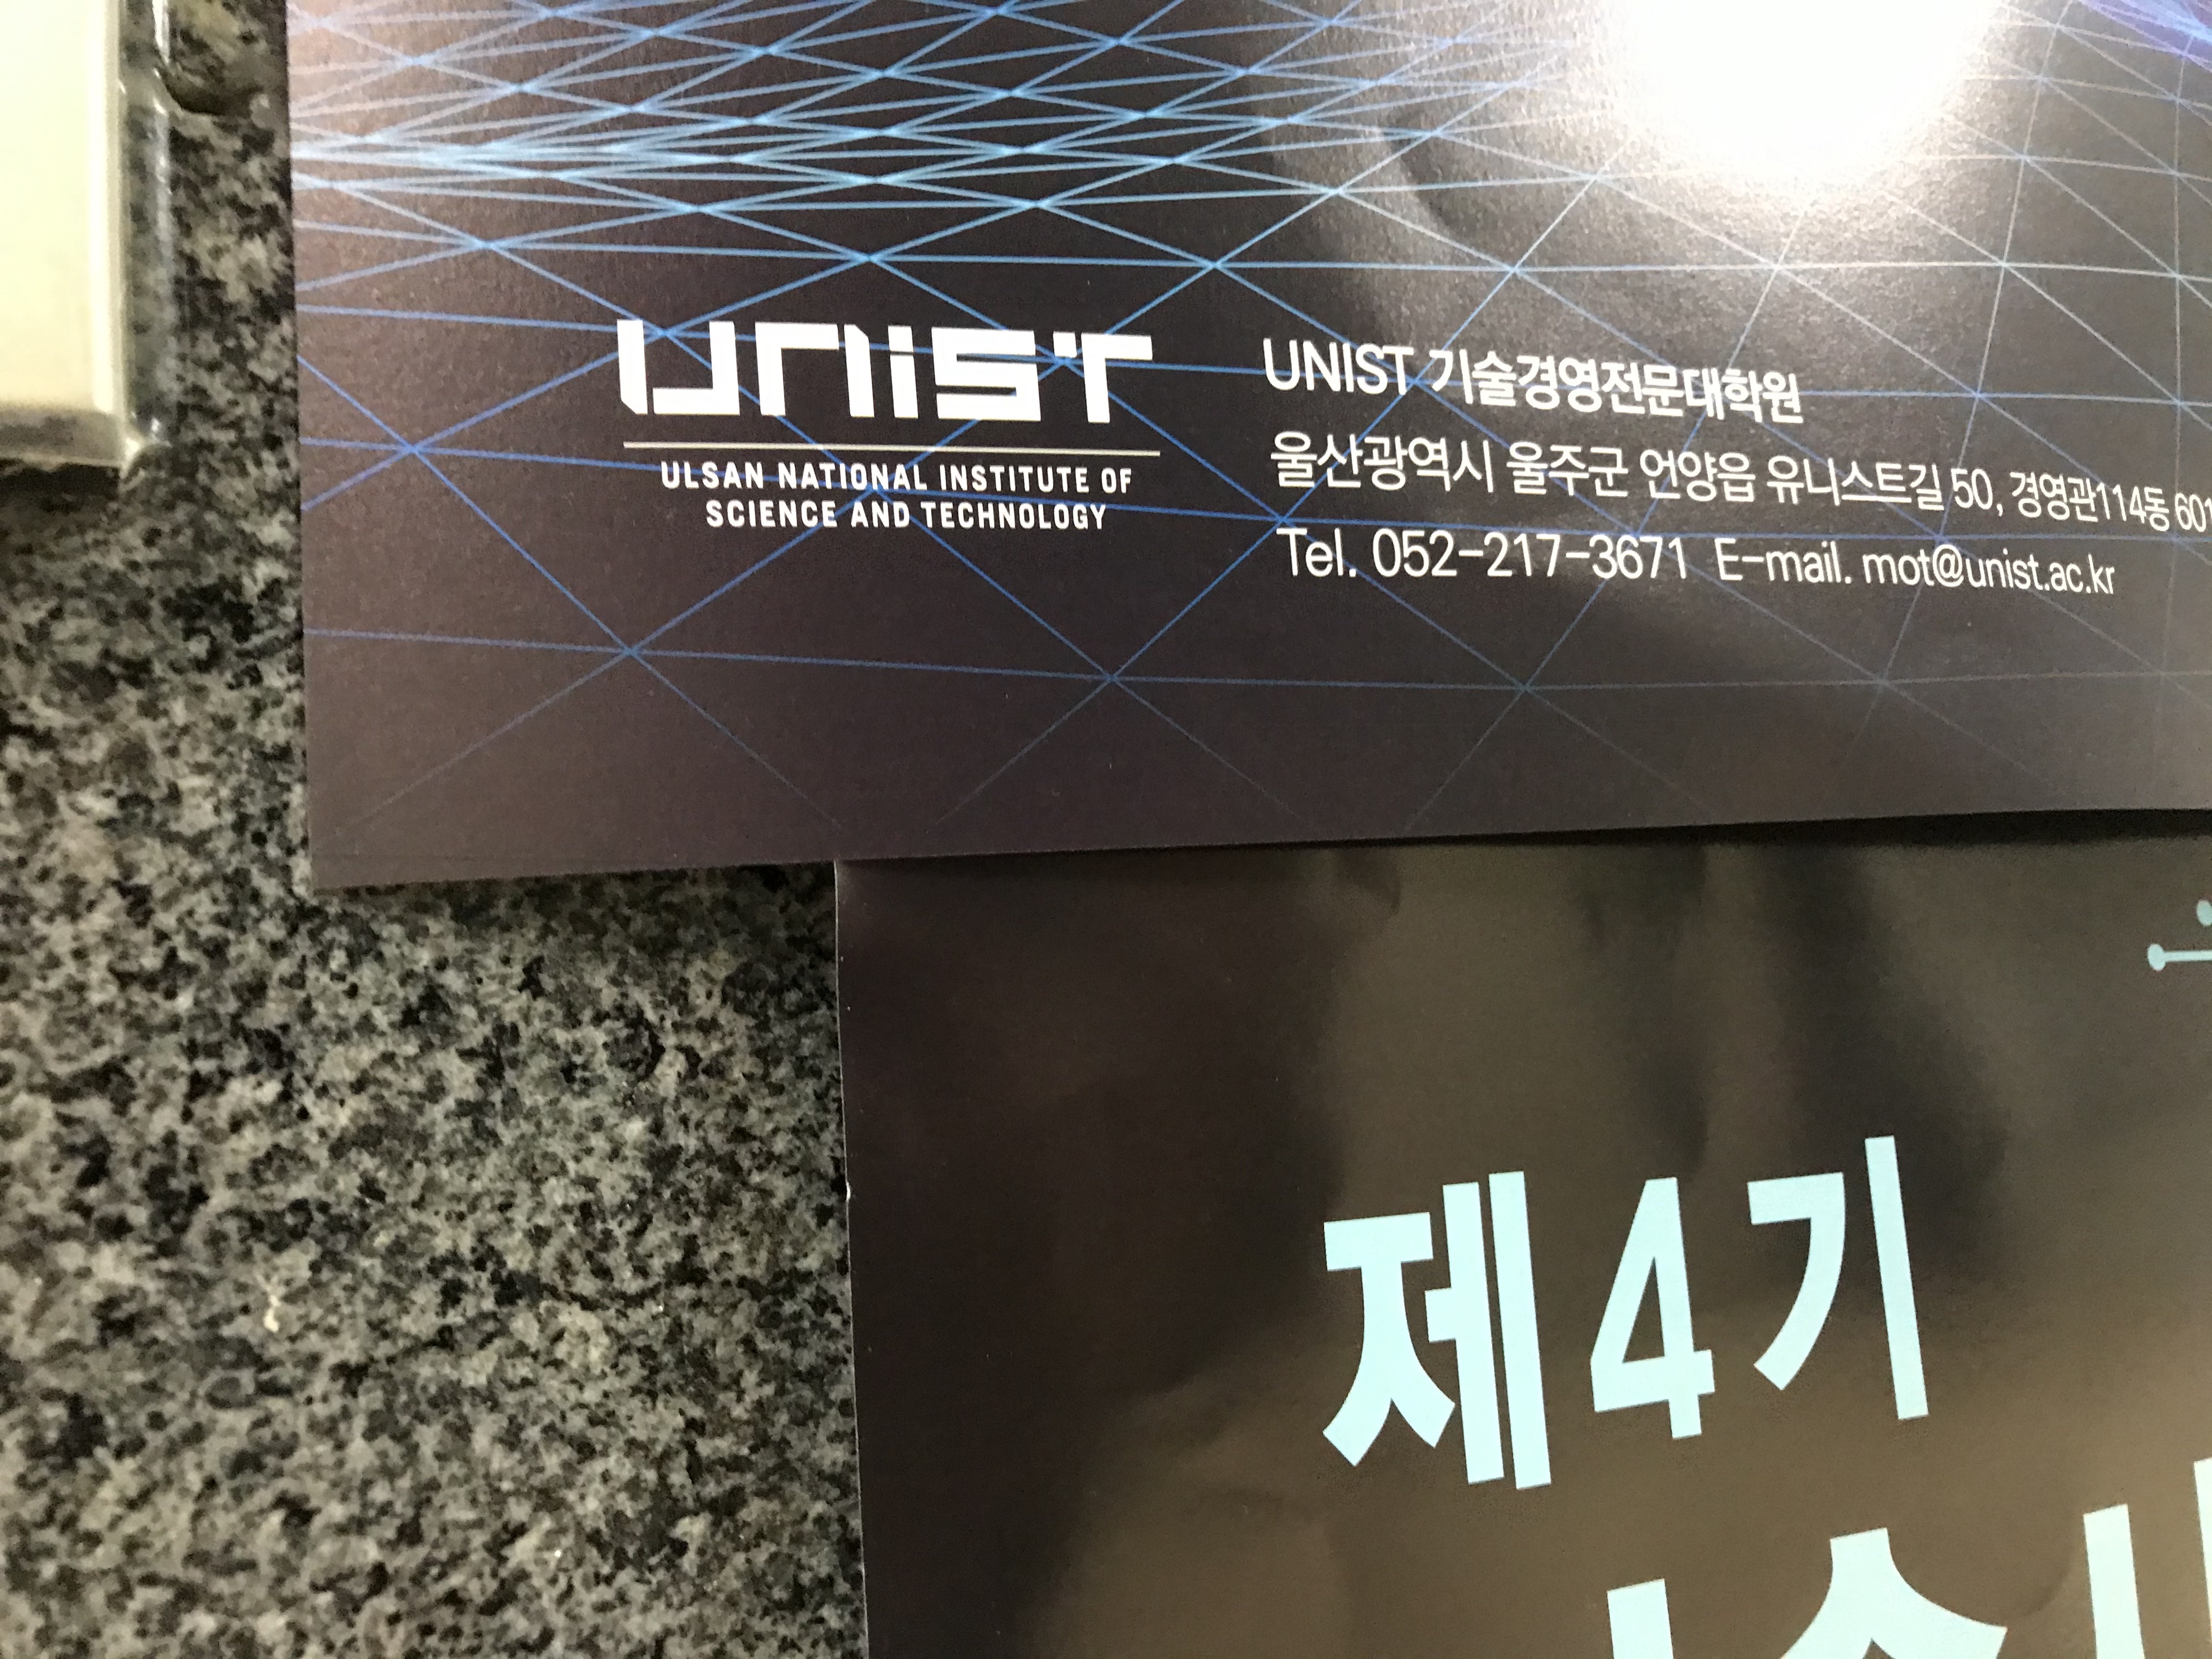 UNIST
ULSAN NATIONAL INSTITUTE OF
SCIENCE AND TECHNOLOGY
UNIST 기술경영전문대학원
울산광역시 울주군 언양읍 유니스트길 50, 경영관114동 601
Tel. 052-217-3671 E-mail. mot@unist.ac.kr
제4기